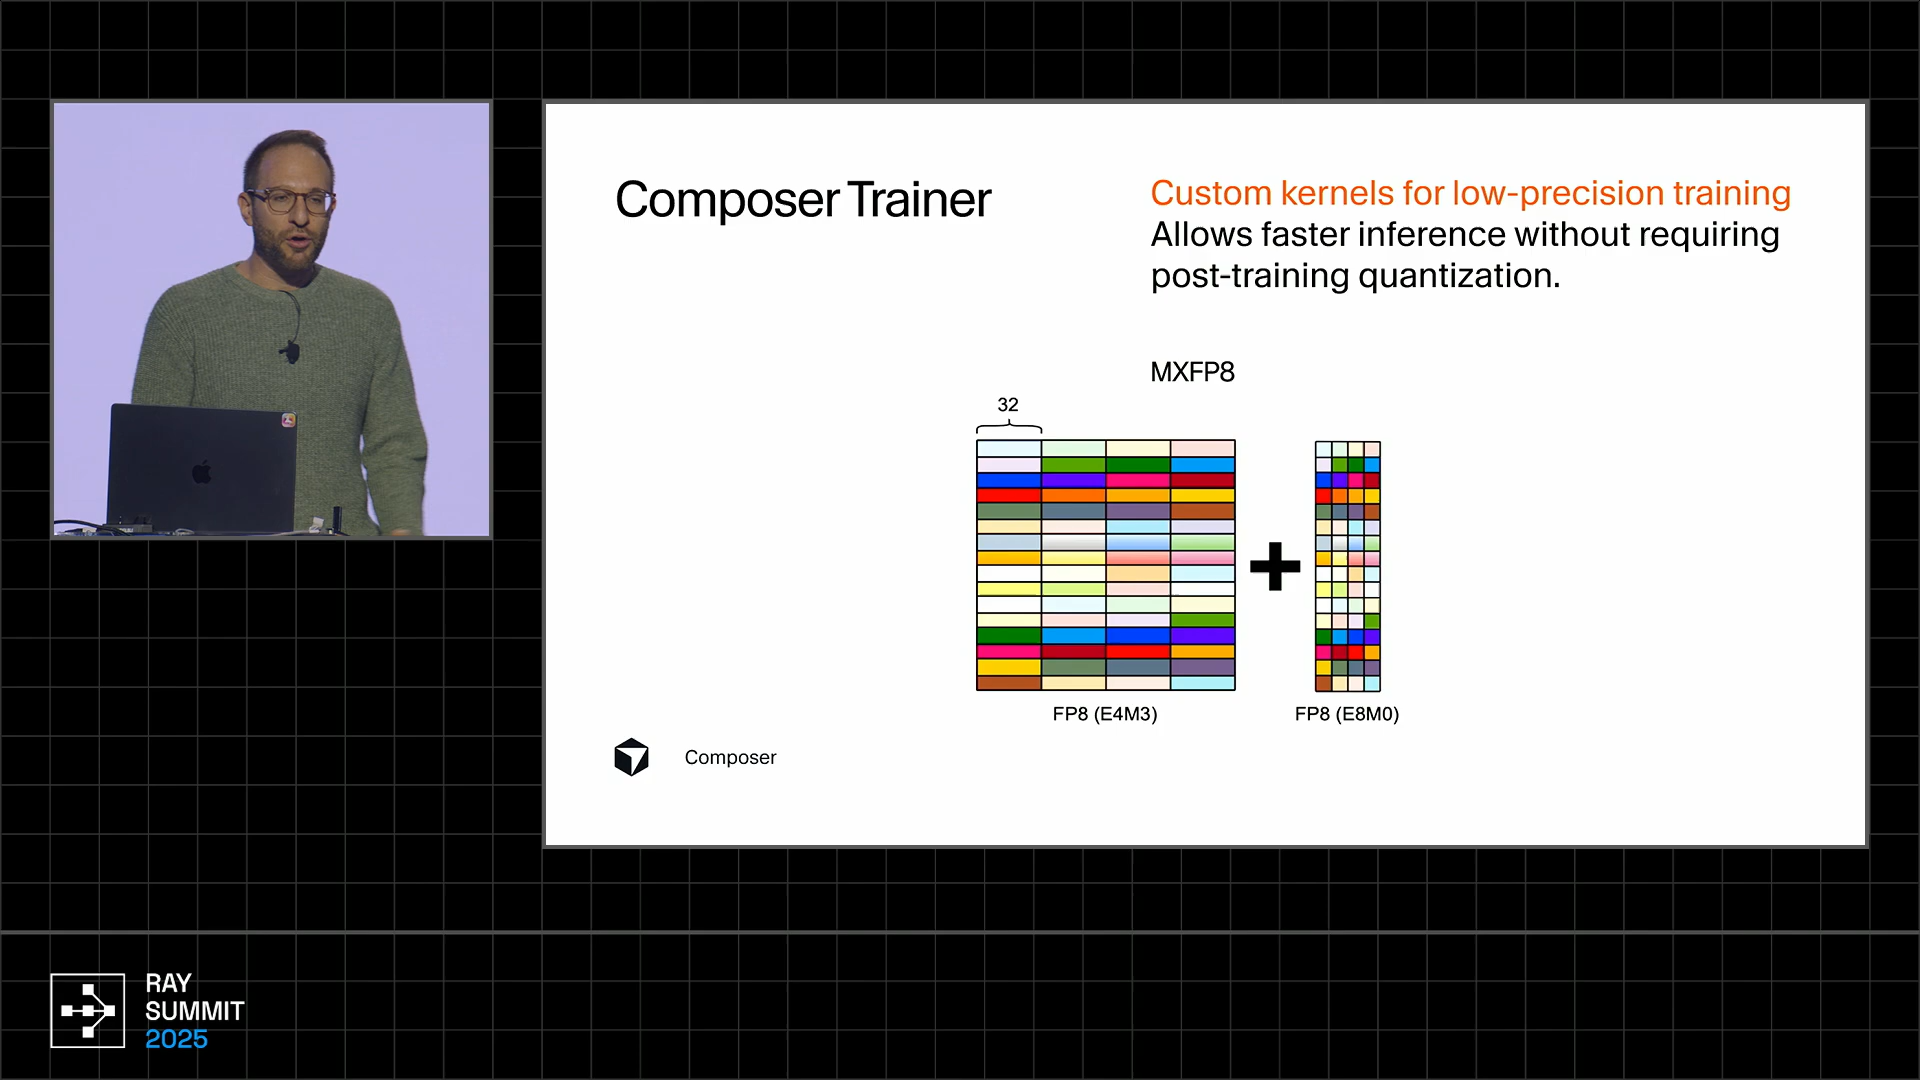 Composer Trainer
Custom kernels for low-precision training
Allows faster inference without requiring
post-training quantization.
MXFP8
32
FP8 (E4M3)
FP8 (E8M0)
Composer
RAY
SUMMIT
2025